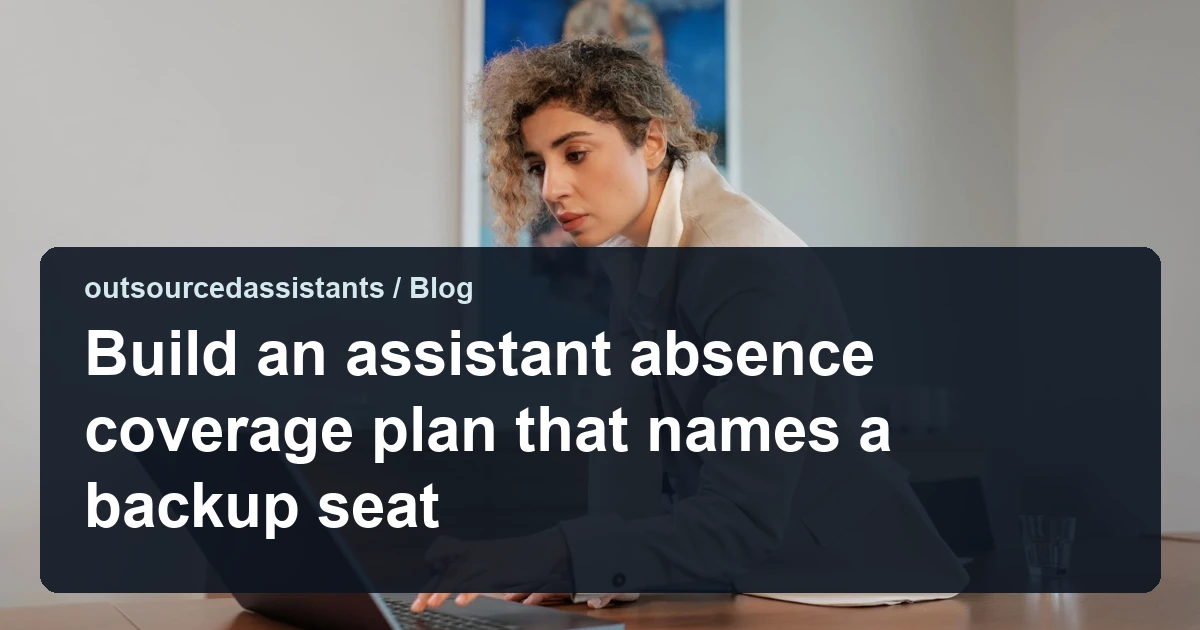 outsourcedassistants / Blog
Build an assistant absence
coverage plan that names a
backup seat